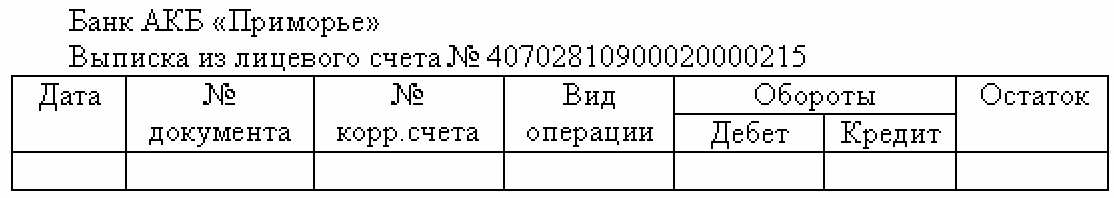 Банк АКБ «Приморье»
Выписка из лицевого счета № 40702810900020000215
Дата № документа № корр.счета Вид операции Обороты Остаток
Дебет Кредит